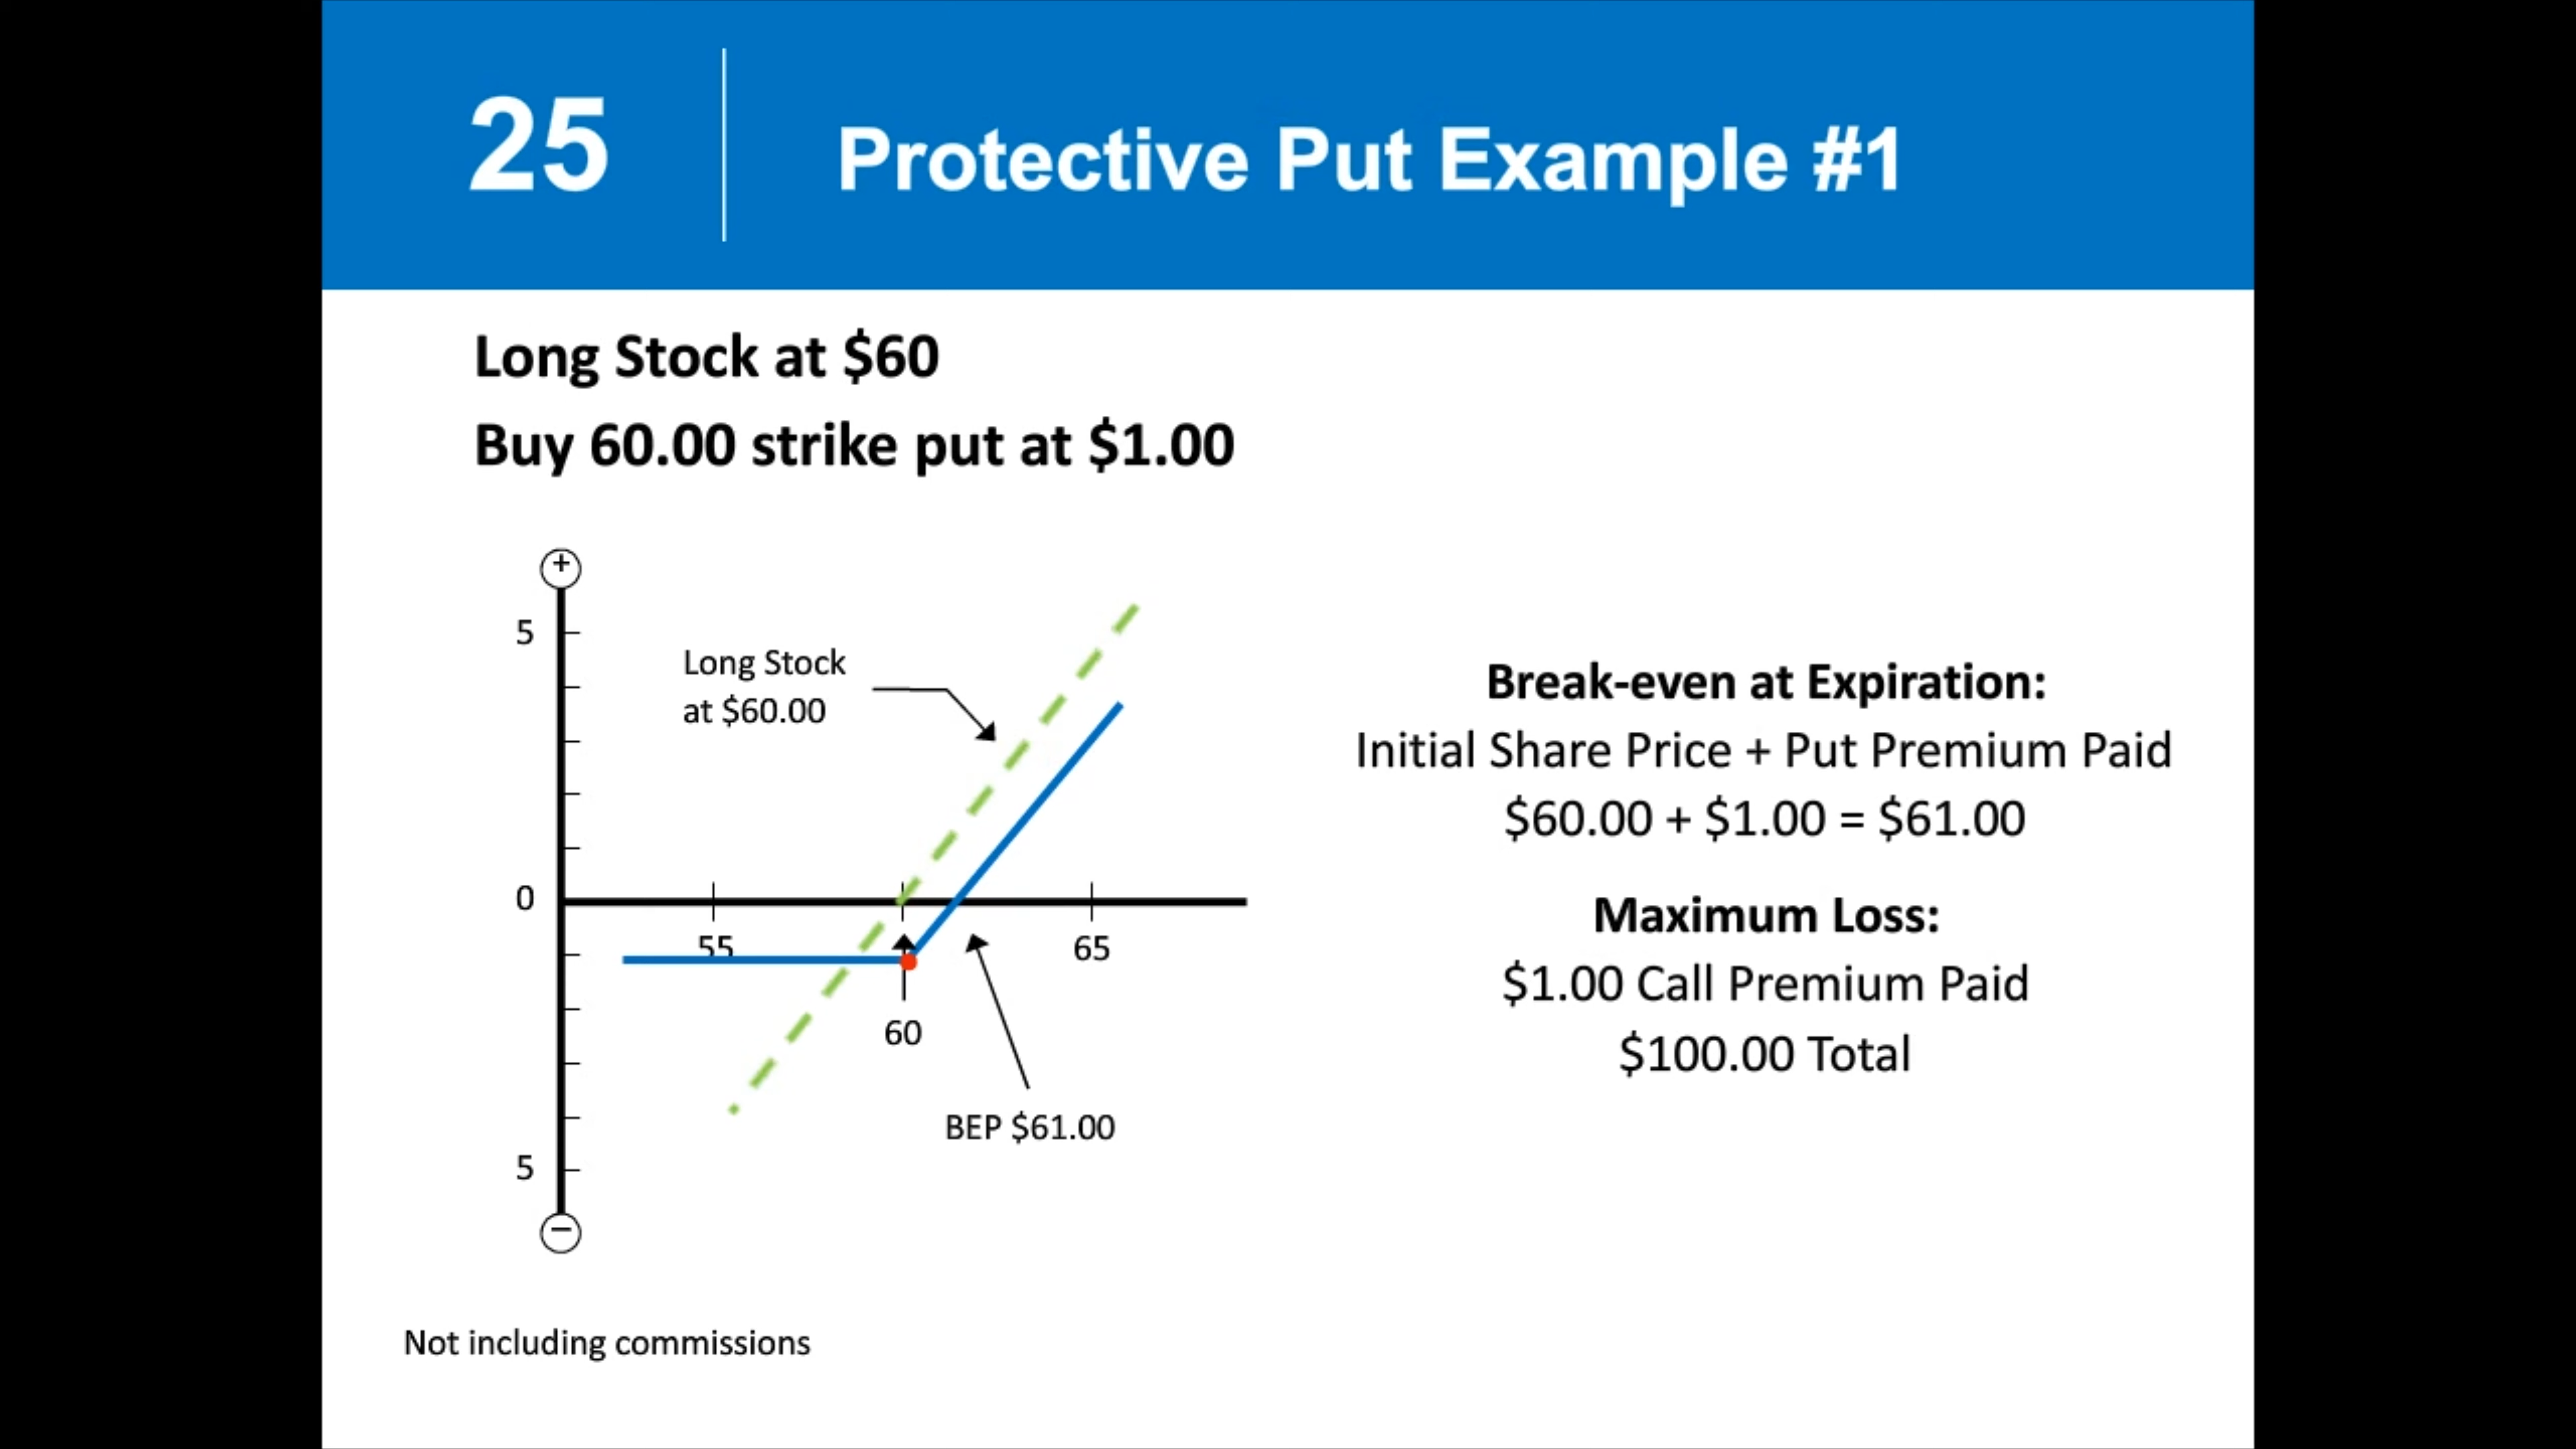 25
Protective Put Example #1
Long Stock at $60
Buy 60.00 strike put at $1.00
+
5
Long Stock
at $60.00
0
55
65
60
BEP $61.00
5
−
Break-even at Expiration:
Initial Share Price + Put Premium Paid
$60.00 + $1.00 = $61.00
Maximum Loss:
$1.00 Call Premium Paid
$100.00 Total
Not including commissions